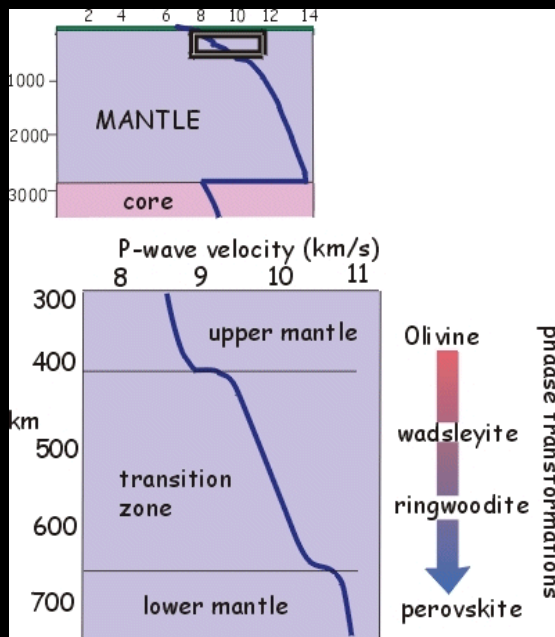 2 4 6 8 10 12 14
1000
2000
3000
MANTLE
core
P-wave velocity (km/s)
8 9 10 11
300
400
km
500
600
700
upper mantle
transition
zone
lower mantle
Olivine
wadsleyite
ringwoodite
perovskite
phaase Transformations